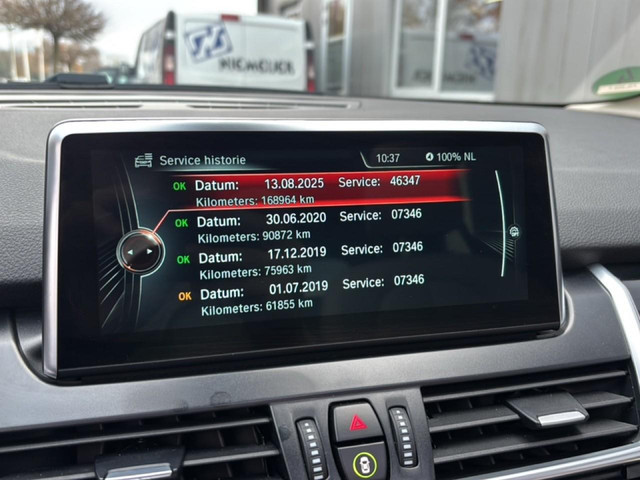 Service historie
10:37
100% NL
OK Datum: 13.08.2025 Service: 46347
Kilometers: 168964 km
OK Datum: 30.06.2020 Service: 07346
Kilometers: 90872 km
OK Datum: 17.12.2019 Service: 07346
Kilometers: 75963 km
OK Datum: 01.07.2019 Service: 07346
Kilometers: 61855 km